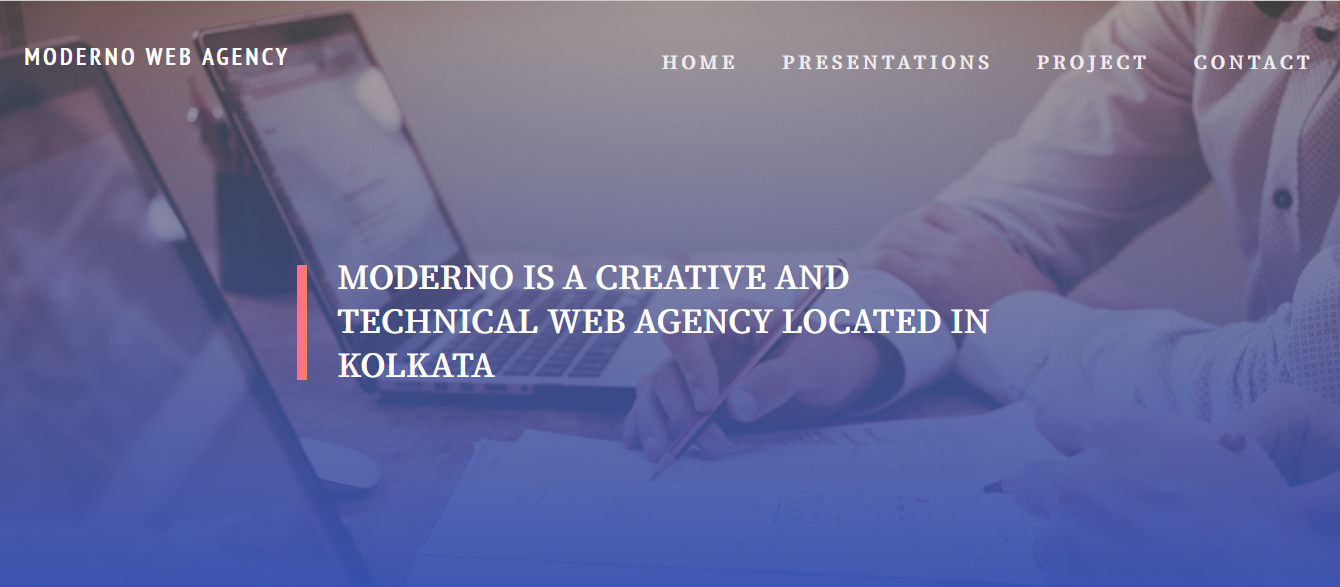 MODERNO WEB AGENCY
HOME PRESENTATIONS PROJECT CONTACT
MODERNO IS A CREATIVE AND
TECHNICAL WEB AGENCY LOCATED IN
KOLKATA